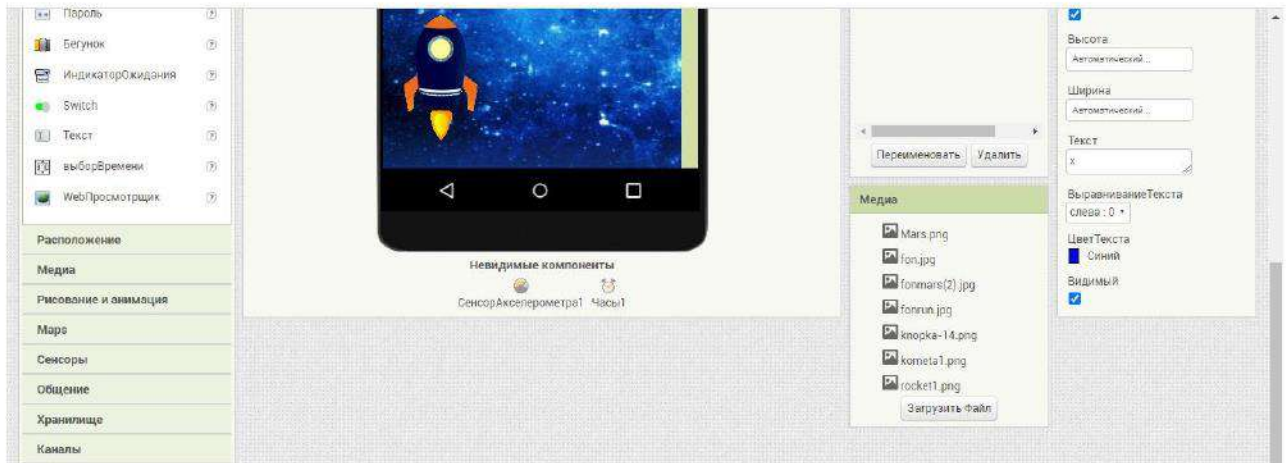 Пароль
Бегунок
ИндикаторОжидания
Switch
Текст
выборВремени
WebПросмотрщик
Расположение
Медиа
Рисование и анимация
Maps
Сенсоры
Общение
Хранилище
Каналы
Невидимые компоненты
СенсорАкселерометра1 Часы1
Переименовать Удалить
Медиа
Mars.png
fon.jpg
fonmars(2).jpg
fonrun.jpg
knopka-14.png
kometa1.png
rocket1.png
Загрузить Файл
Высота
Автоматический...
Ширина
Автоматический...
Текст
x
ВыравниваниеТекста
слева : 0
ЦветТекста
Синий
Видимый